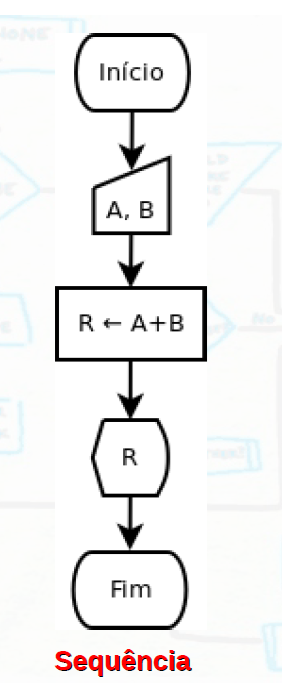 Início
A, B
R ← A+B
R
Fim
Sequência